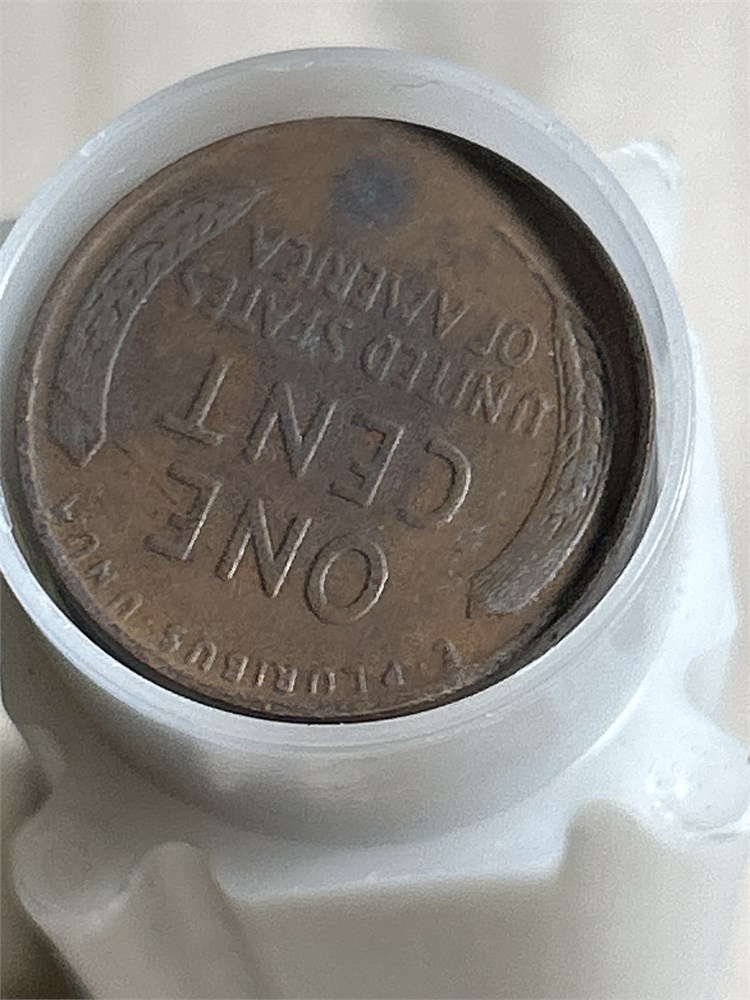 E·PLURIBUS·UNUM
ONE
CENT
UNITED STATES
OF AMERICA